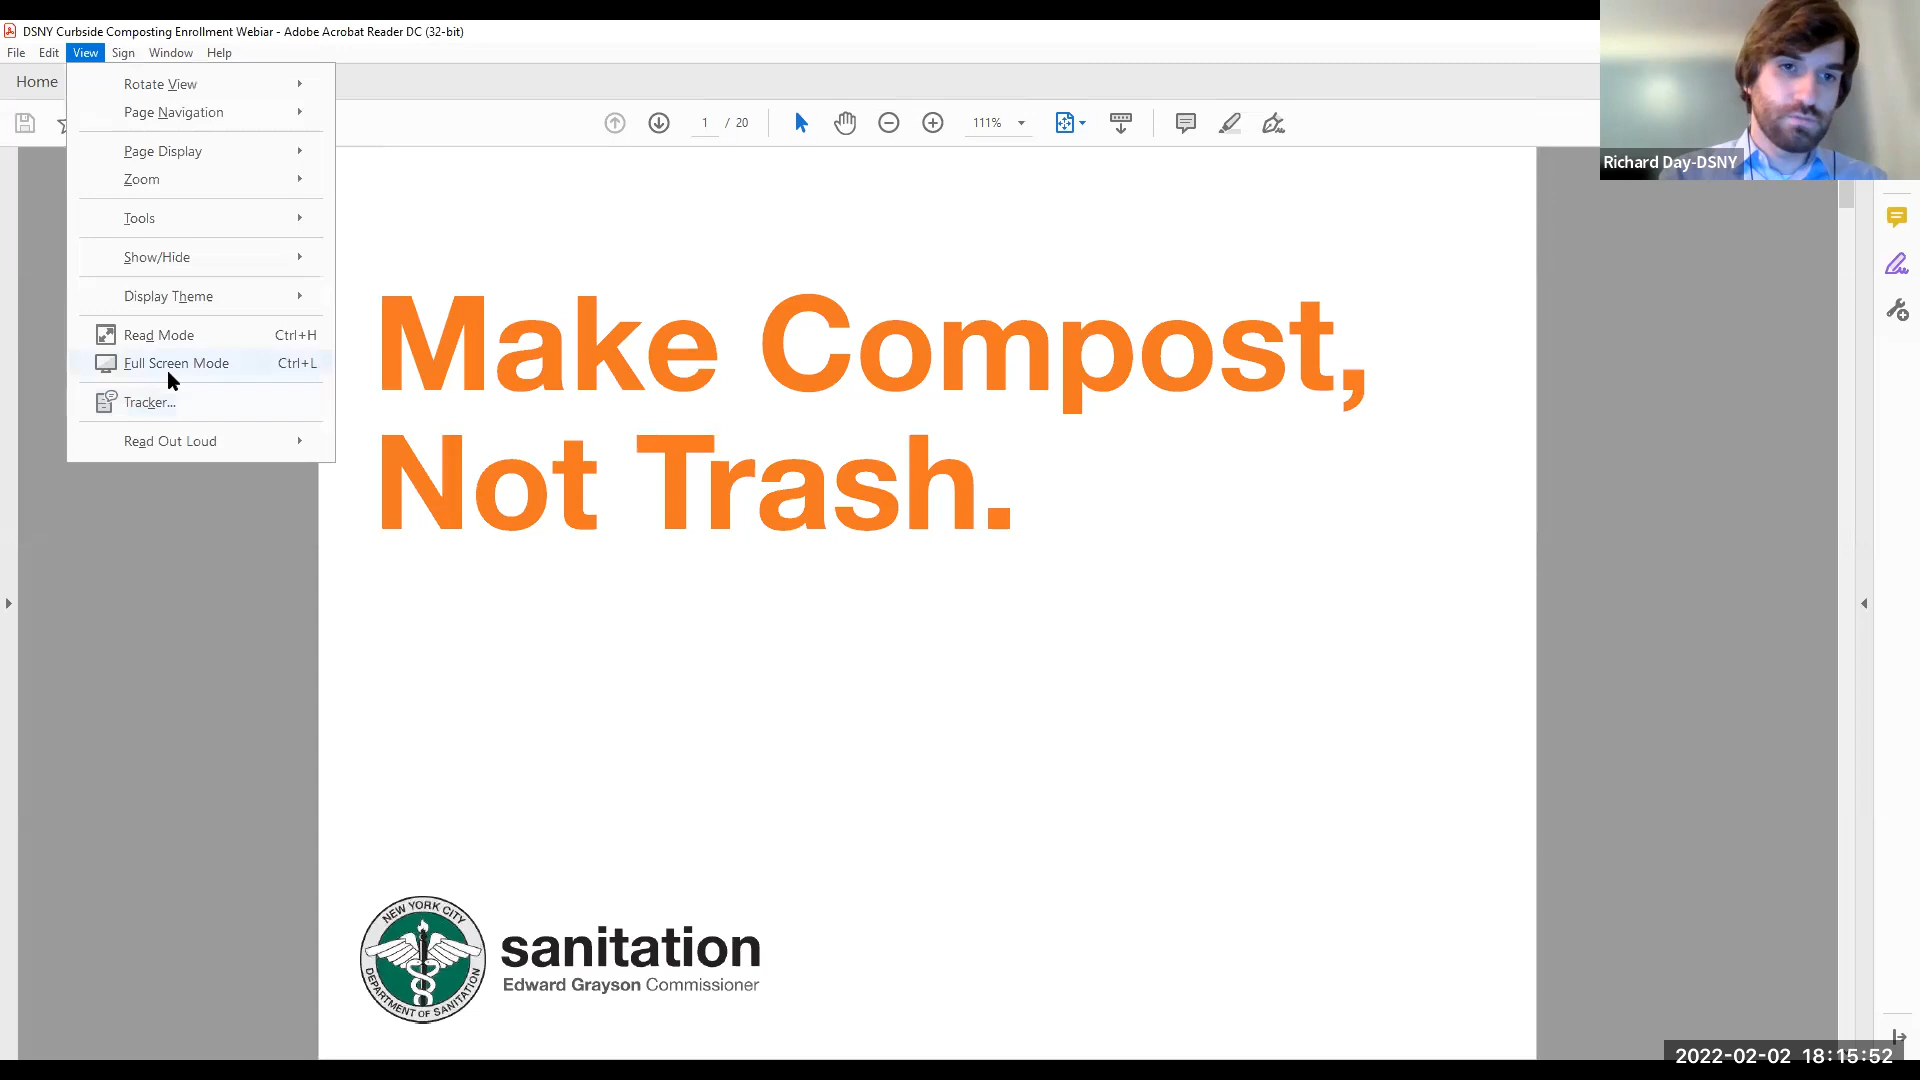 DSNY Curbside Composting Enrollment Webiar - Adobe Acrobat Reader DC (32-bit)
File Edit View Sign Window Help
Home
Rotate View
Page Navigation
Page Display
Zoom
Tools
Show/Hide
Display Theme
Read Mode Ctrl+H
Full Screen Mode Ctrl+L
Tracker...
Read Out Loud
1 / 20
111%
Richard Day-DSNY
Make Compost,
Not Trash.
NEW YORK CITY
DEPARTMENT OF SANITATION
sanitation
Edward Grayson Commissioner
2022-02-02 18:15:52